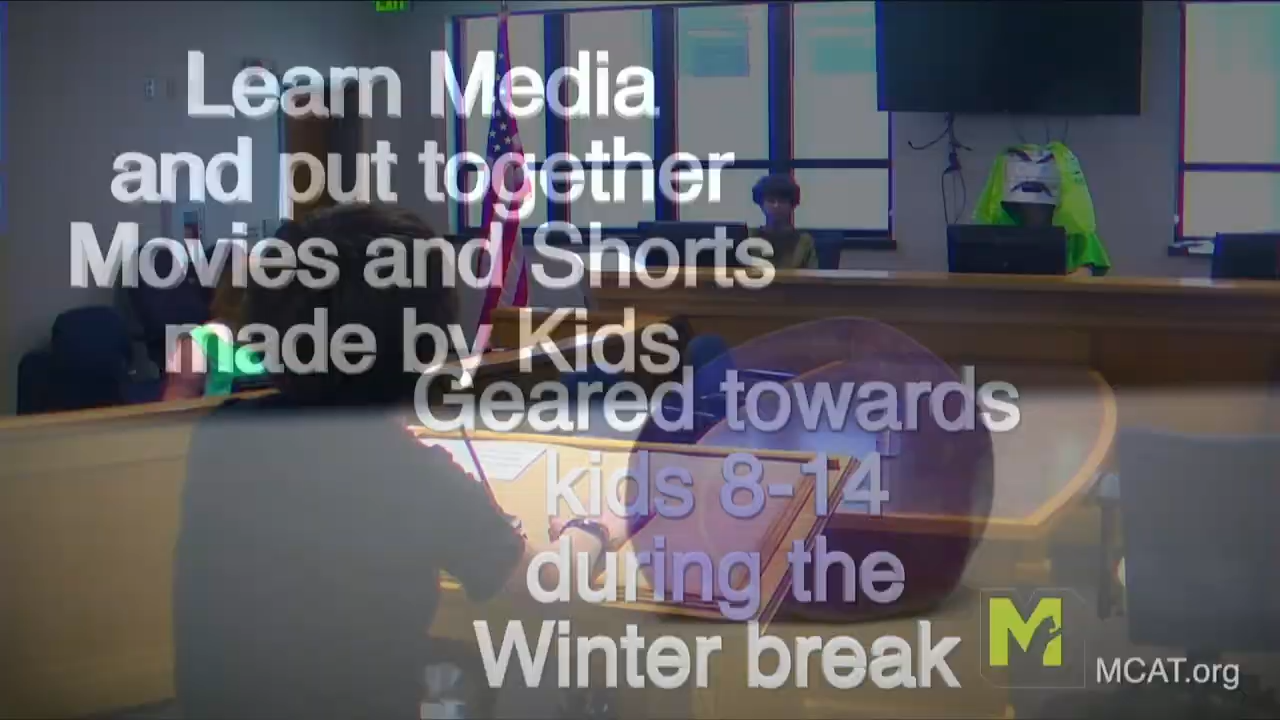 EXIT
Learn Media
and put together
Movies and Shorts
made by Kids
Geared towards
kids 8-14
during the
Winter break
M
MCAT.org